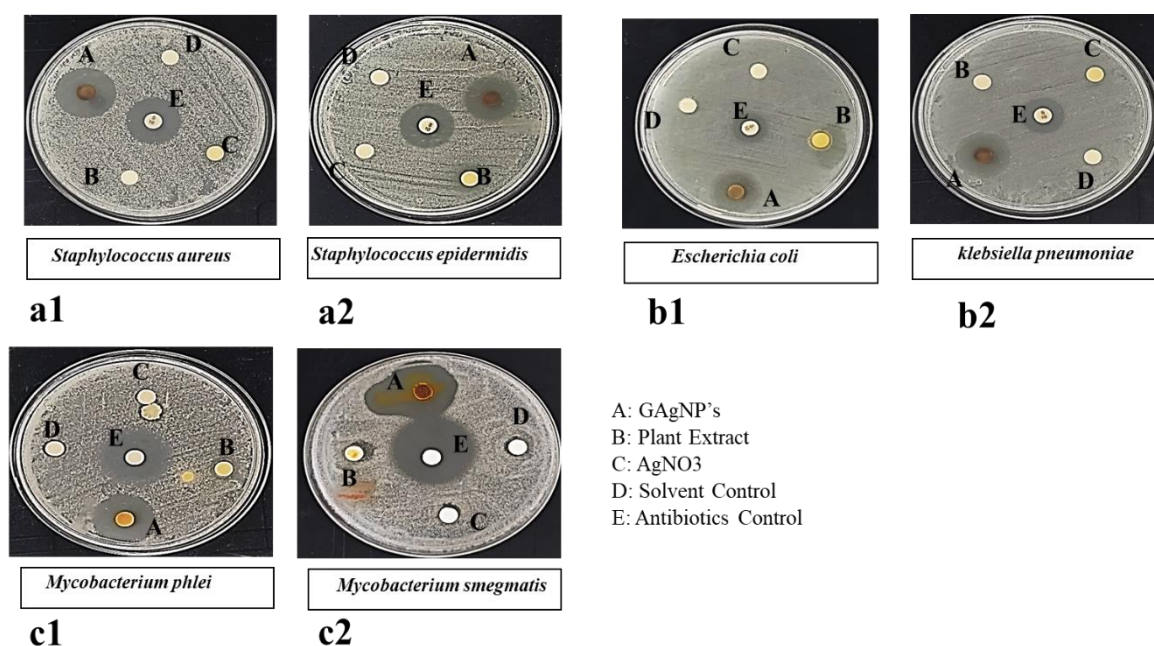 A
D
E
C
B
Staphylococcus aureus
a1
D
A
E
C
B
Staphylococcus epidermidis
a2
C
D
E
B
A
Escherichia coli
b1
B
C
E
A
D
klebsiella pneumoniae
b2
C
D
E
B
A
Mycobacterium phlei
c1
A
D
E
B
C
Mycobacterium smegmatis
c2
A: GAgNP's
B: Plant Extract
C: AgNO3
D: Solvent Control
E: Antibiotics Control